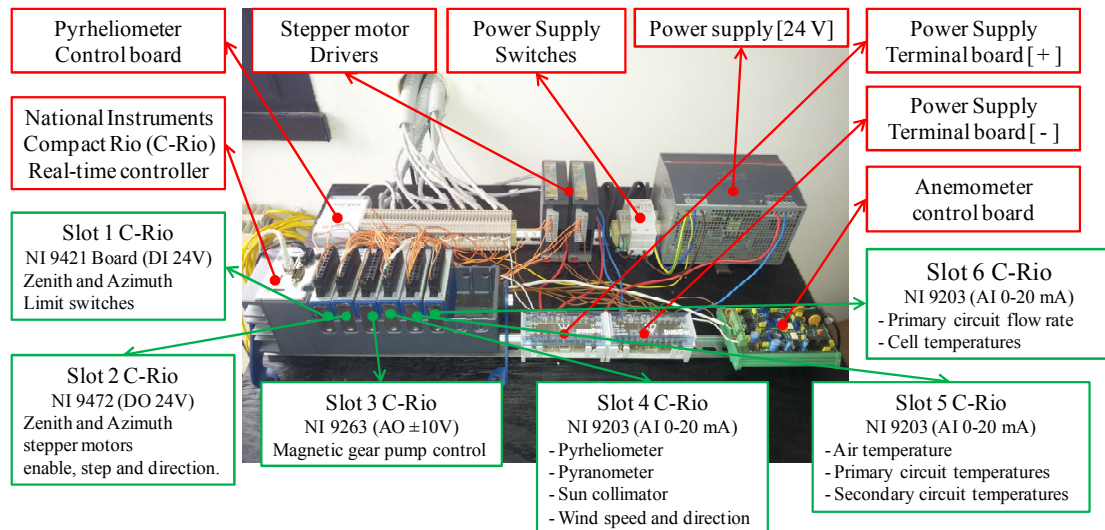 Pyrheliometer
Control board
Stepper motor
Drivers
Power Supply
Switches
Power supply [24 V]
Power Supply
Terminal board [+]
Power Supply
Terminal board [-]
National Instruments
Compact Rio (C-Rio)
Real-time controller
Anemometer
control board
Slot 1 C-Rio
NI 9421 Board (DI 24V)
Zenith and Azimuth
Limit switches
Slot 6 C-Rio
NI 9203 (AI 0-20 mA)
- Primary circuit flow rate
- Cell temperatures
Slot 2 C-Rio
NI 9472 (DO 24V)
Zenith and Azimuth
stepper motors
enable, step and direction.
Slot 3 C-Rio
NI 9263 (AO ±10V)
Magnetic gear pump control
Slot 4 C-Rio
NI 9203 (AI 0-20 mA)
- Pyrheliometer
- Pyranometer
- Sun collimator
- Wind speed and direction
Slot 5 C-Rio
NI 9203 (AI 0-20 mA)
- Air temperature
- Primary circuit temperatures
- Secondary circuit temperatures